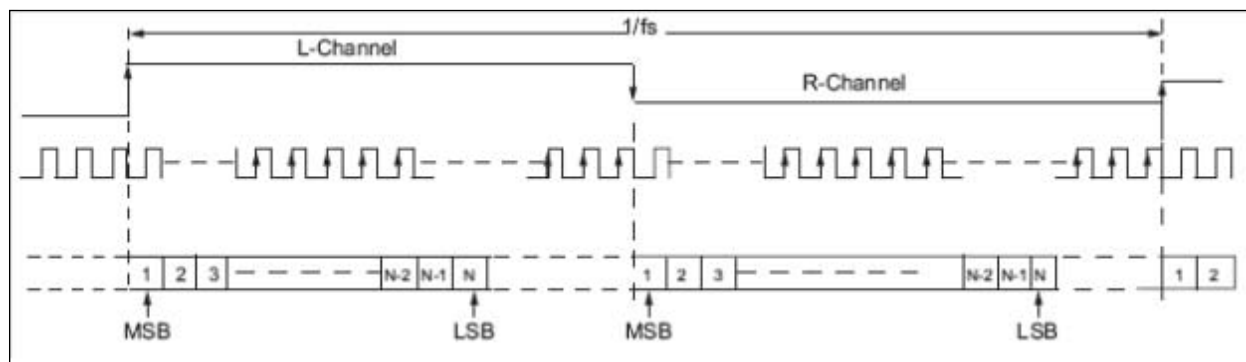 1/fs
L-Channel
R-Channel
1 2 3 N-2 N-1 N 1 2 3 N-2 N-1 N 1 2
MSB LSB MSB LSB